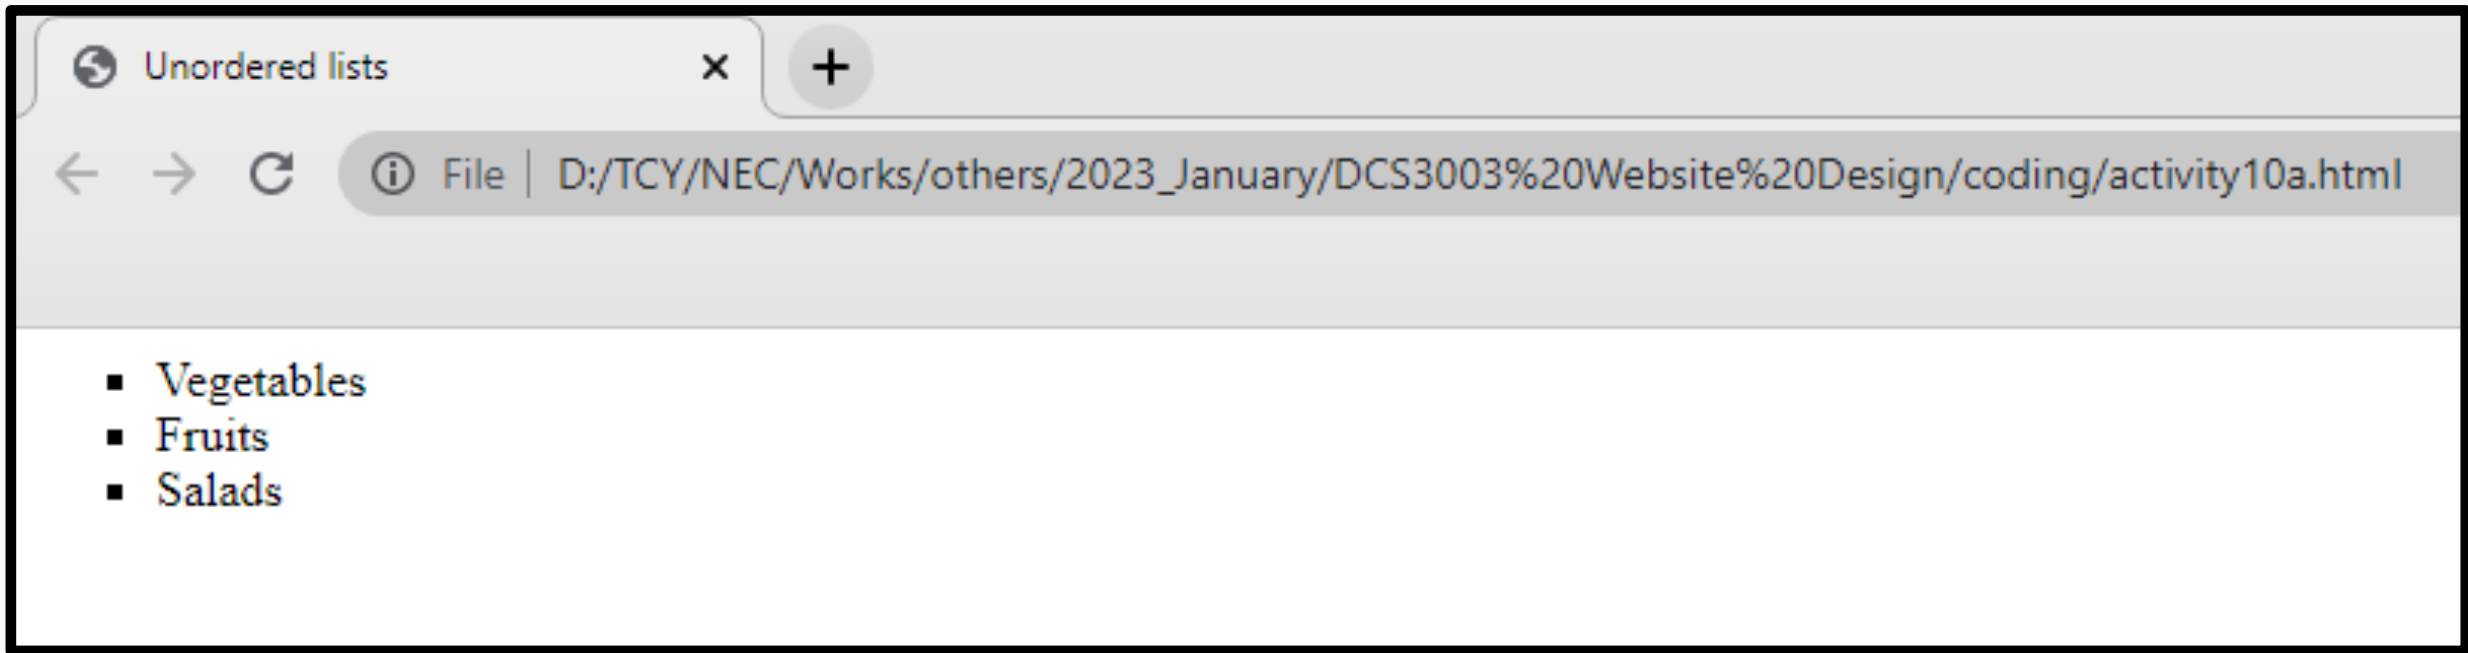 Unordered lists
File D:/TCY/NEC/Works/others/2023_January/DCS3003%20Website%20Design/coding/activity10a.html
Vegetables
Fruits
Salads